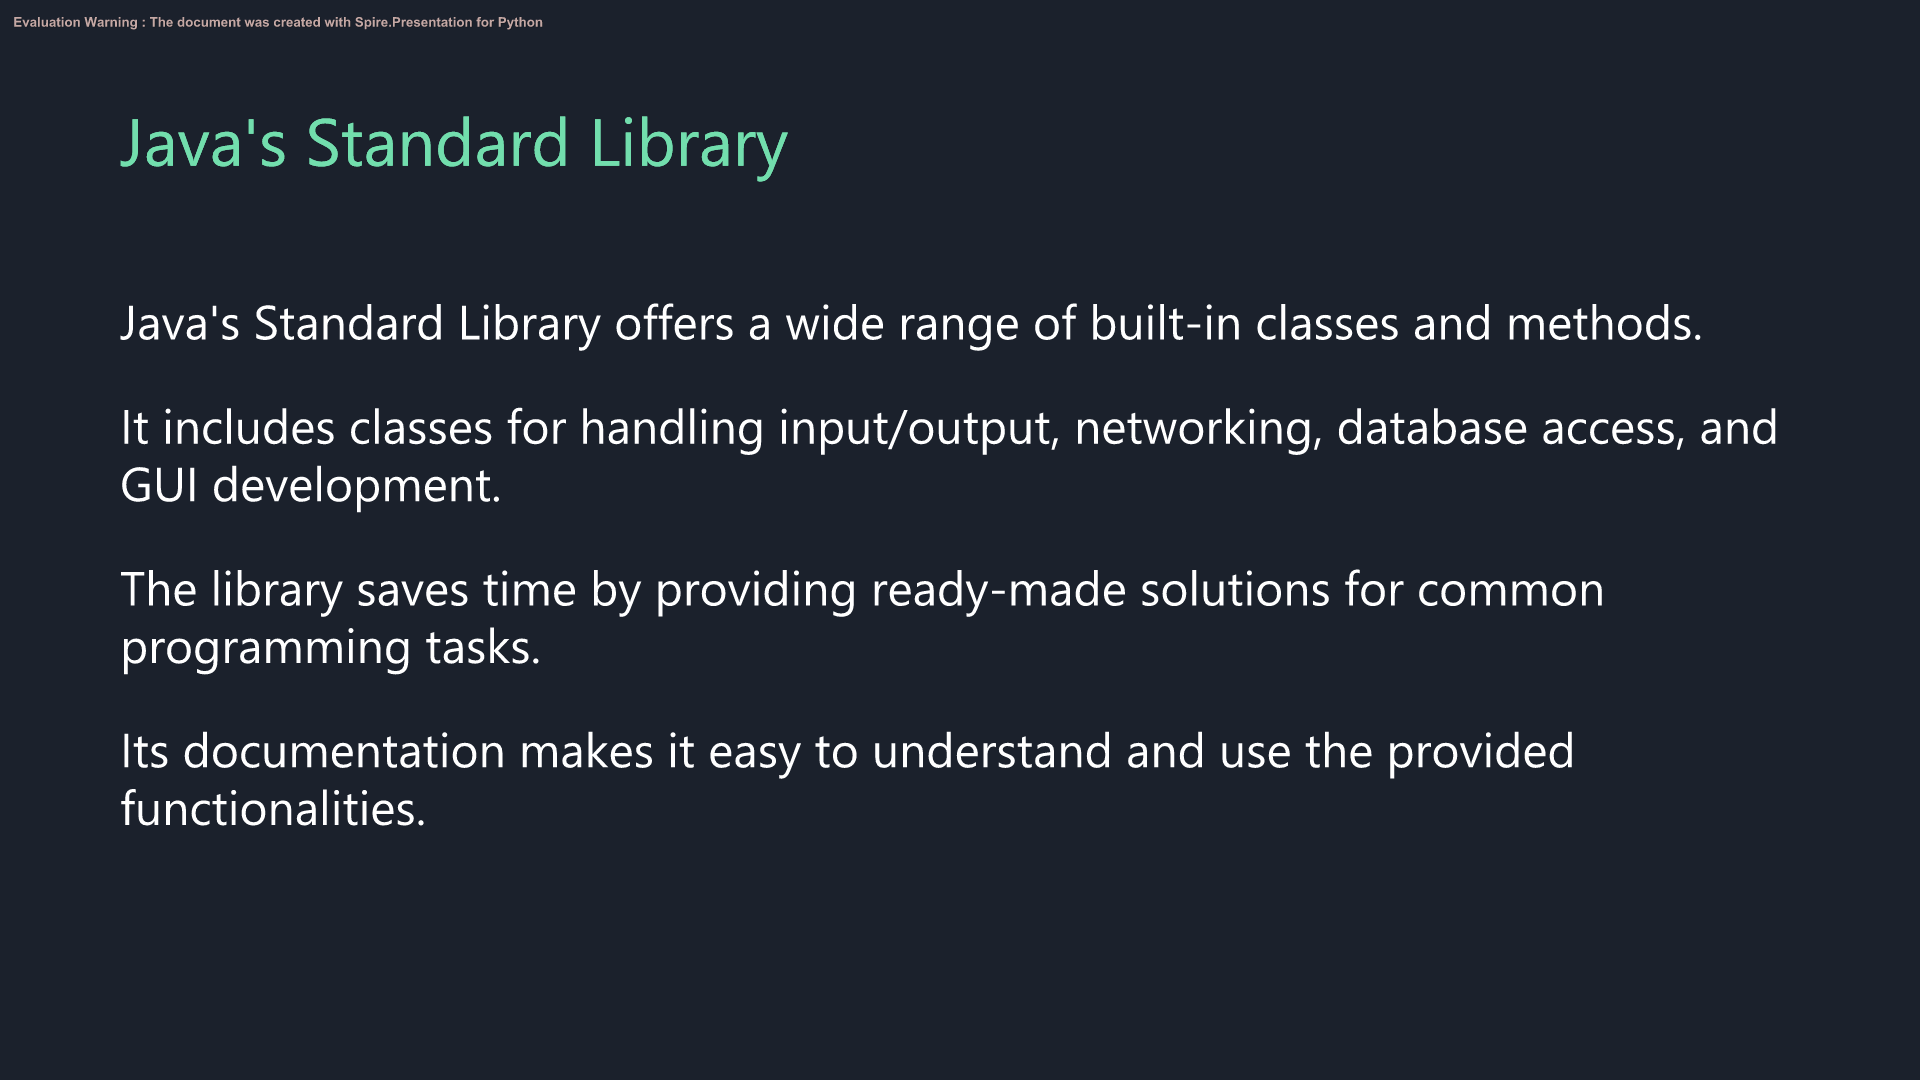 Evaluation Warning : The document was created with Spire.Presentation for Python
Java's Standard Library
Java's Standard Library offers a wide range of built-in classes and methods.
It includes classes for handling input/output, networking, database access, and
GUI development.
The library saves time by providing ready-made solutions for common
programming tasks.
Its documentation makes it easy to understand and use the provided
functionalities.